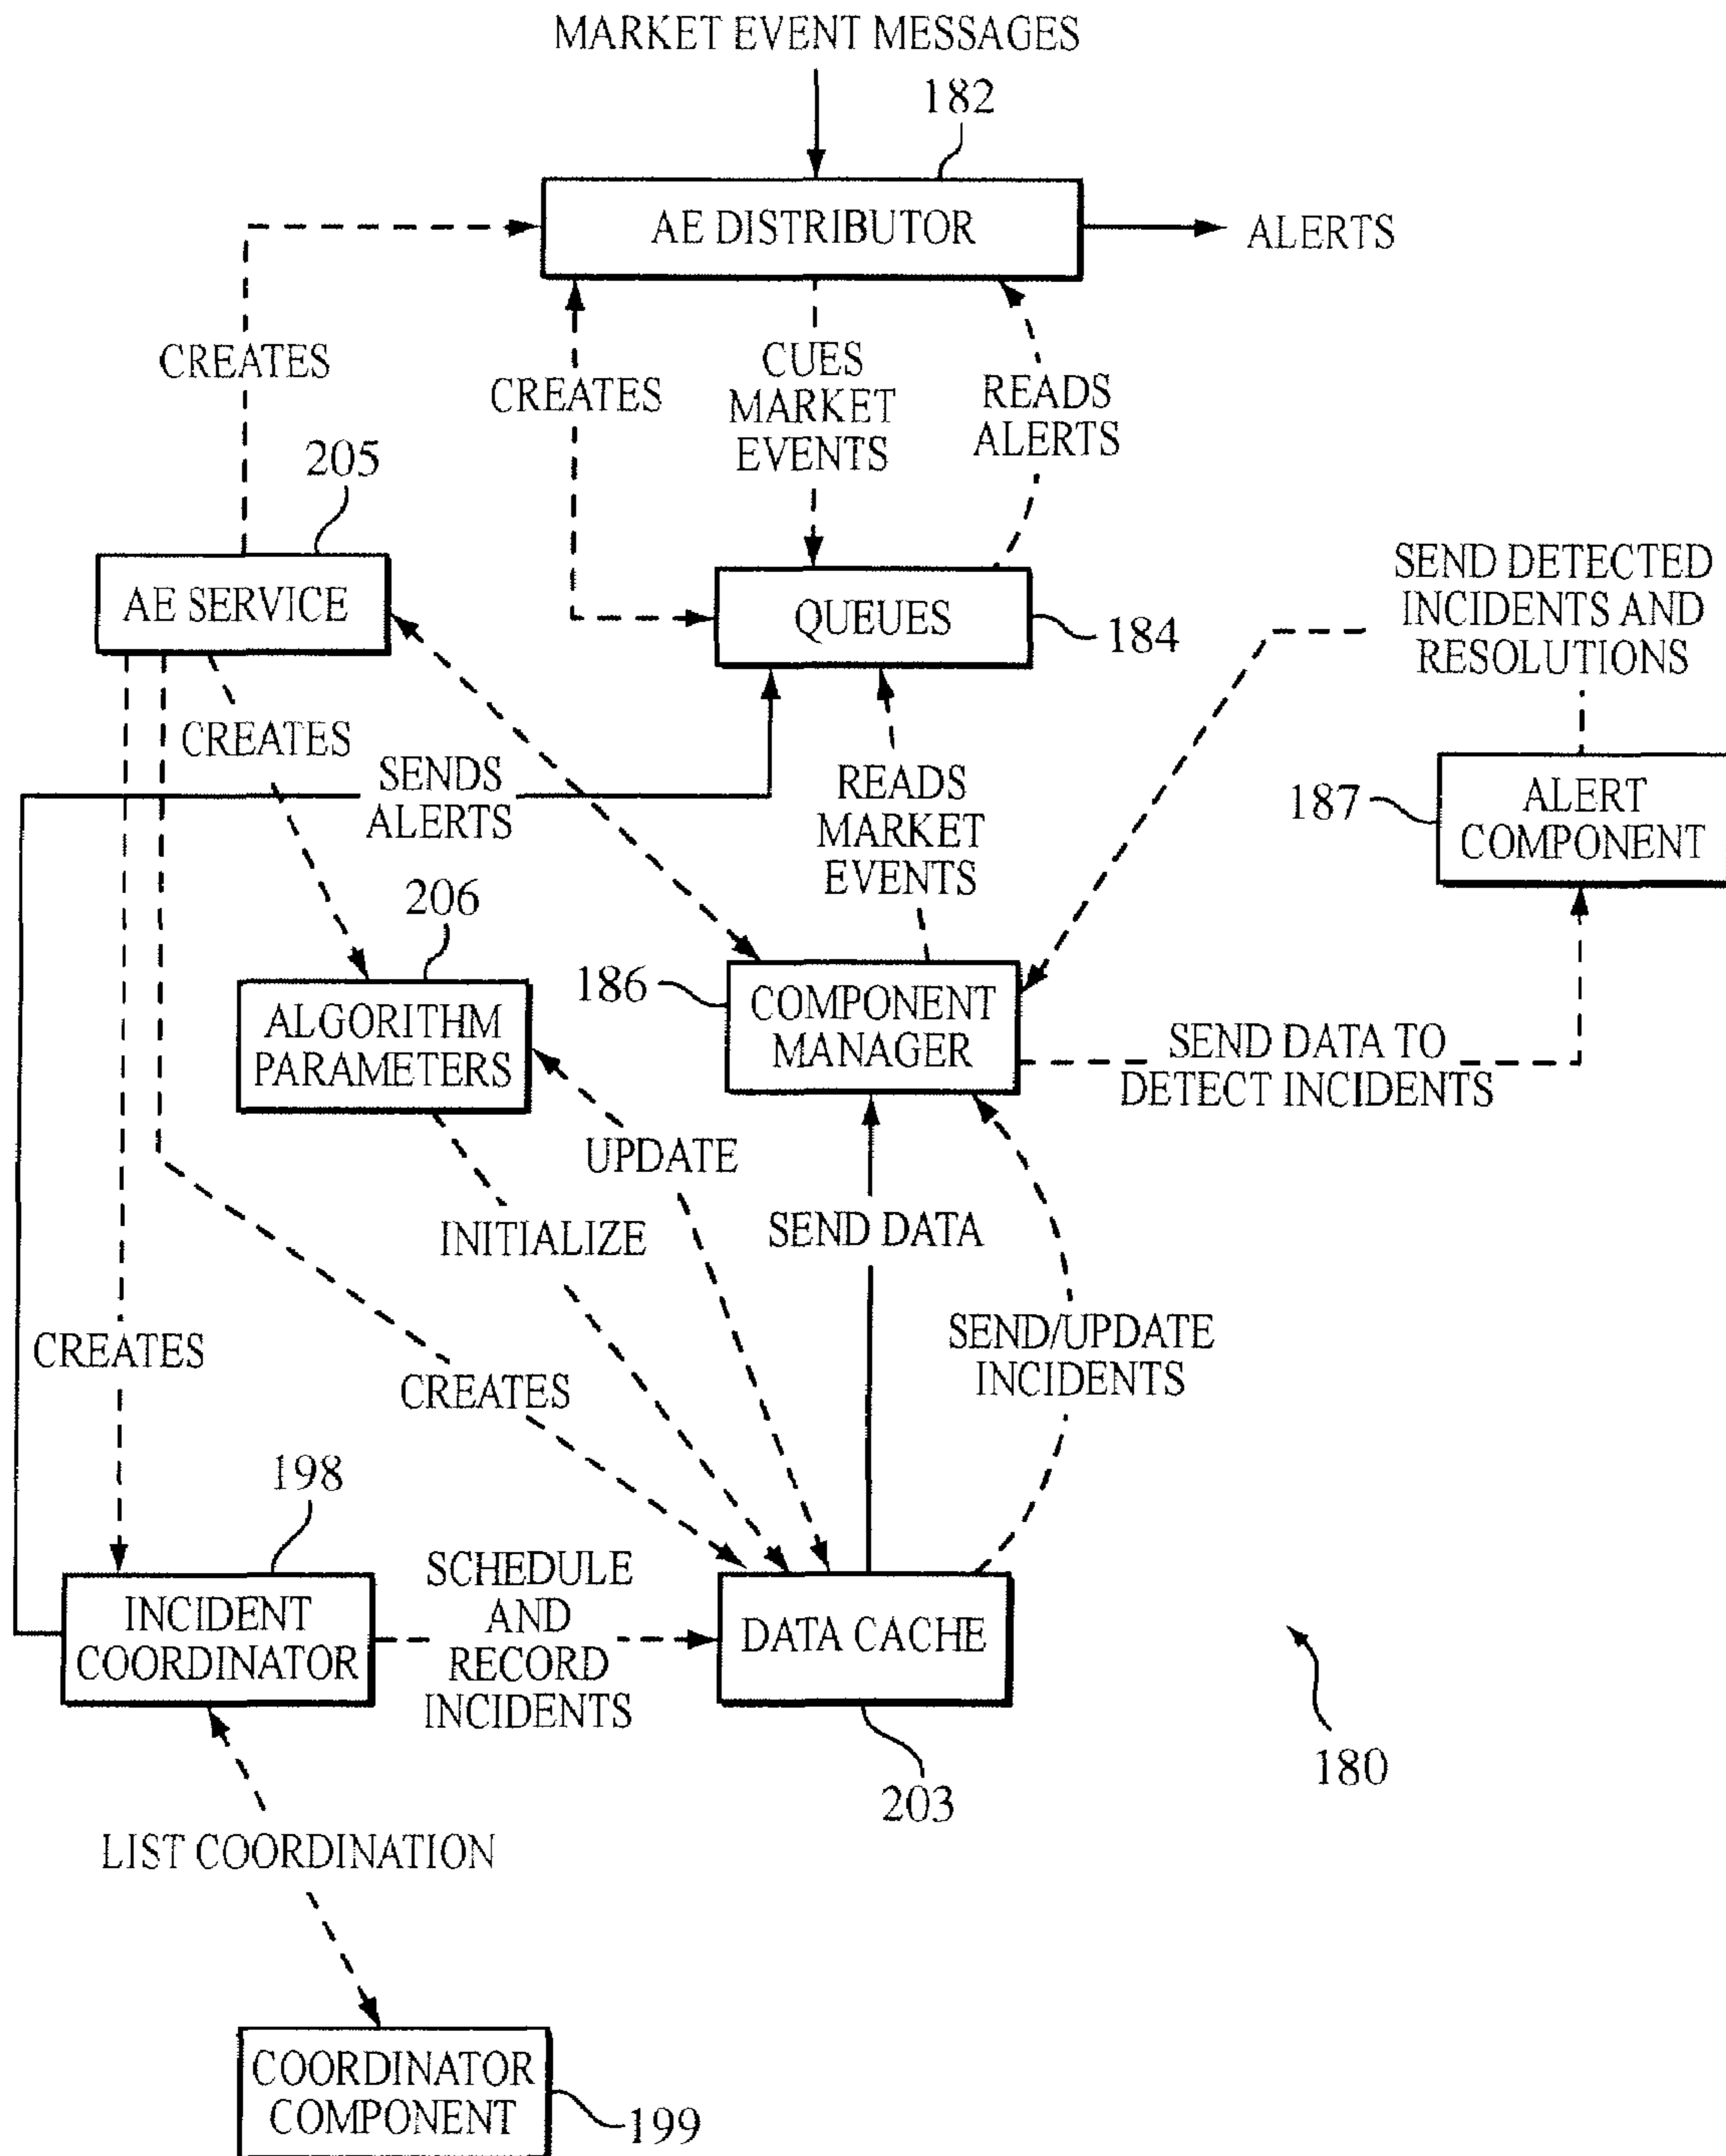 MARKET EVENT MESSAGES
182
AE DISTRIBUTOR
ALERTS
CREATES
CREATES
CUES
MARKET
EVENTS
READS
ALERTS
205
AE SERVICE
QUEUES
184
SEND DETECTED
INCIDENTS AND
RESOLUTIONS
CREATES
SENDS
ALERTS
READS
MARKET
EVENTS
187
ALERT
COMPONENT
206
ALGORITHM
PARAMETERS
186
COMPONENT
MANAGER
SEND DATA TO
DETECT INCIDENTS
UPDATE
INITIALIZE
SEND DATA
SEND/UPDATE
INCIDENTS
CREATES
CREATES
198
INCIDENT
COORDINATOR
SCHEDULE
AND
RECORD
INCIDENTS
DATA CACHE
203
180
LIST COORDINATION
COORDINATOR
COMPONENT
199